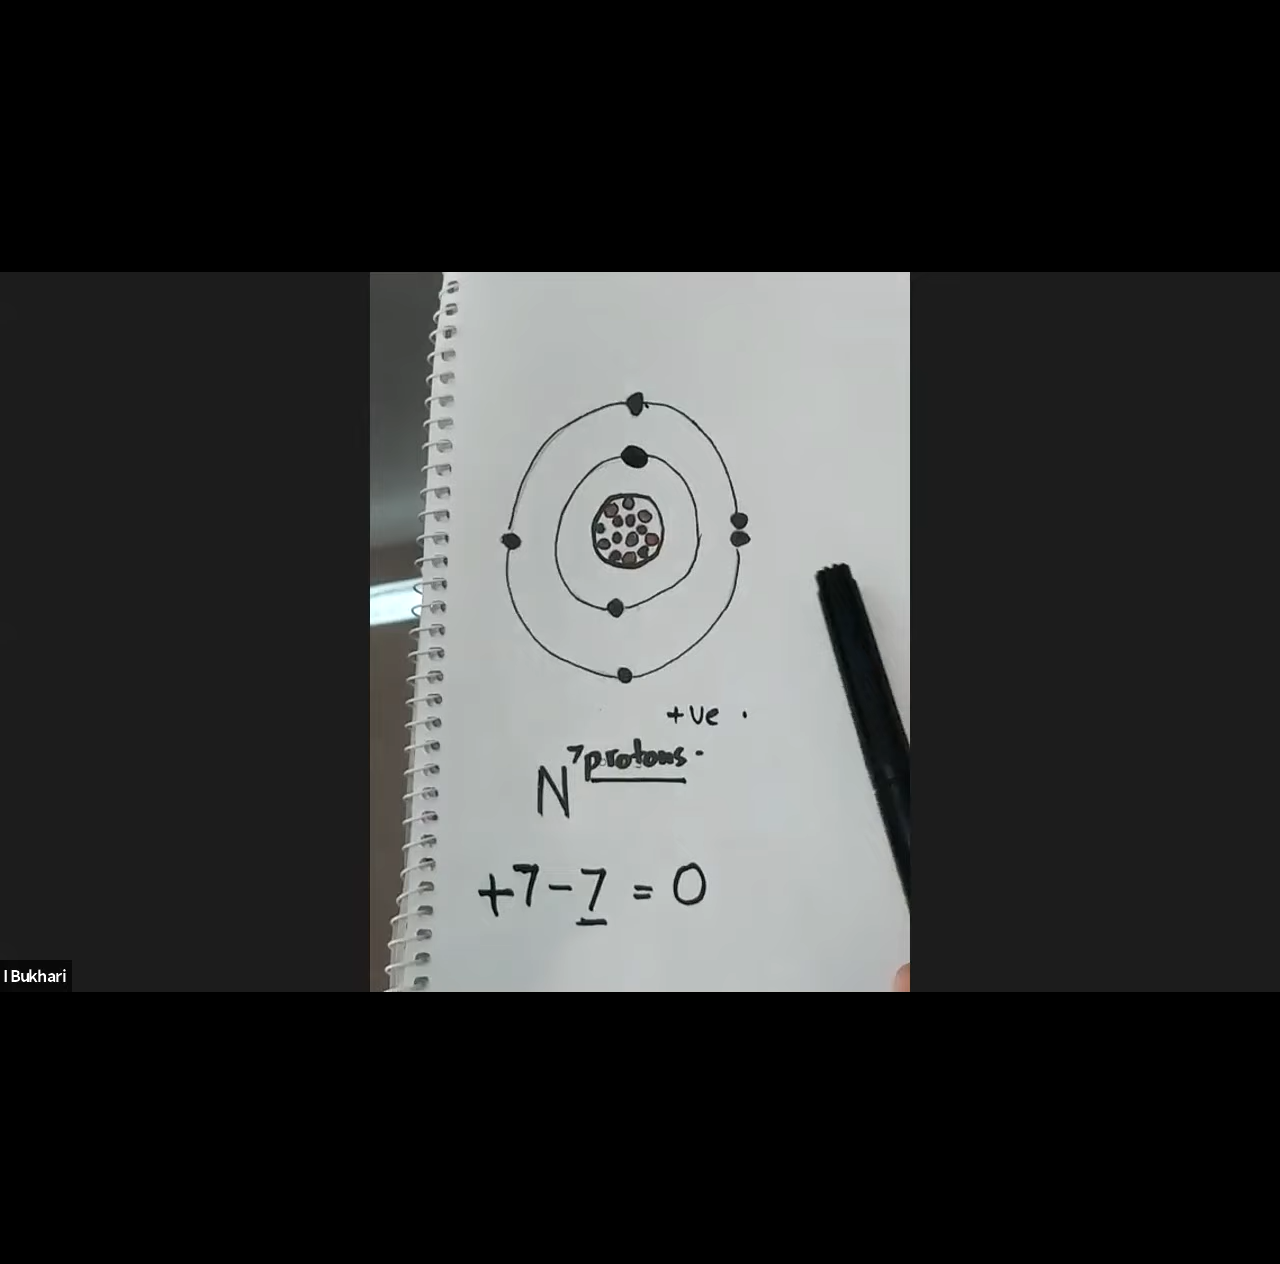 +ve .
N 7 protons.
+7-7 = 0
I Bukhari